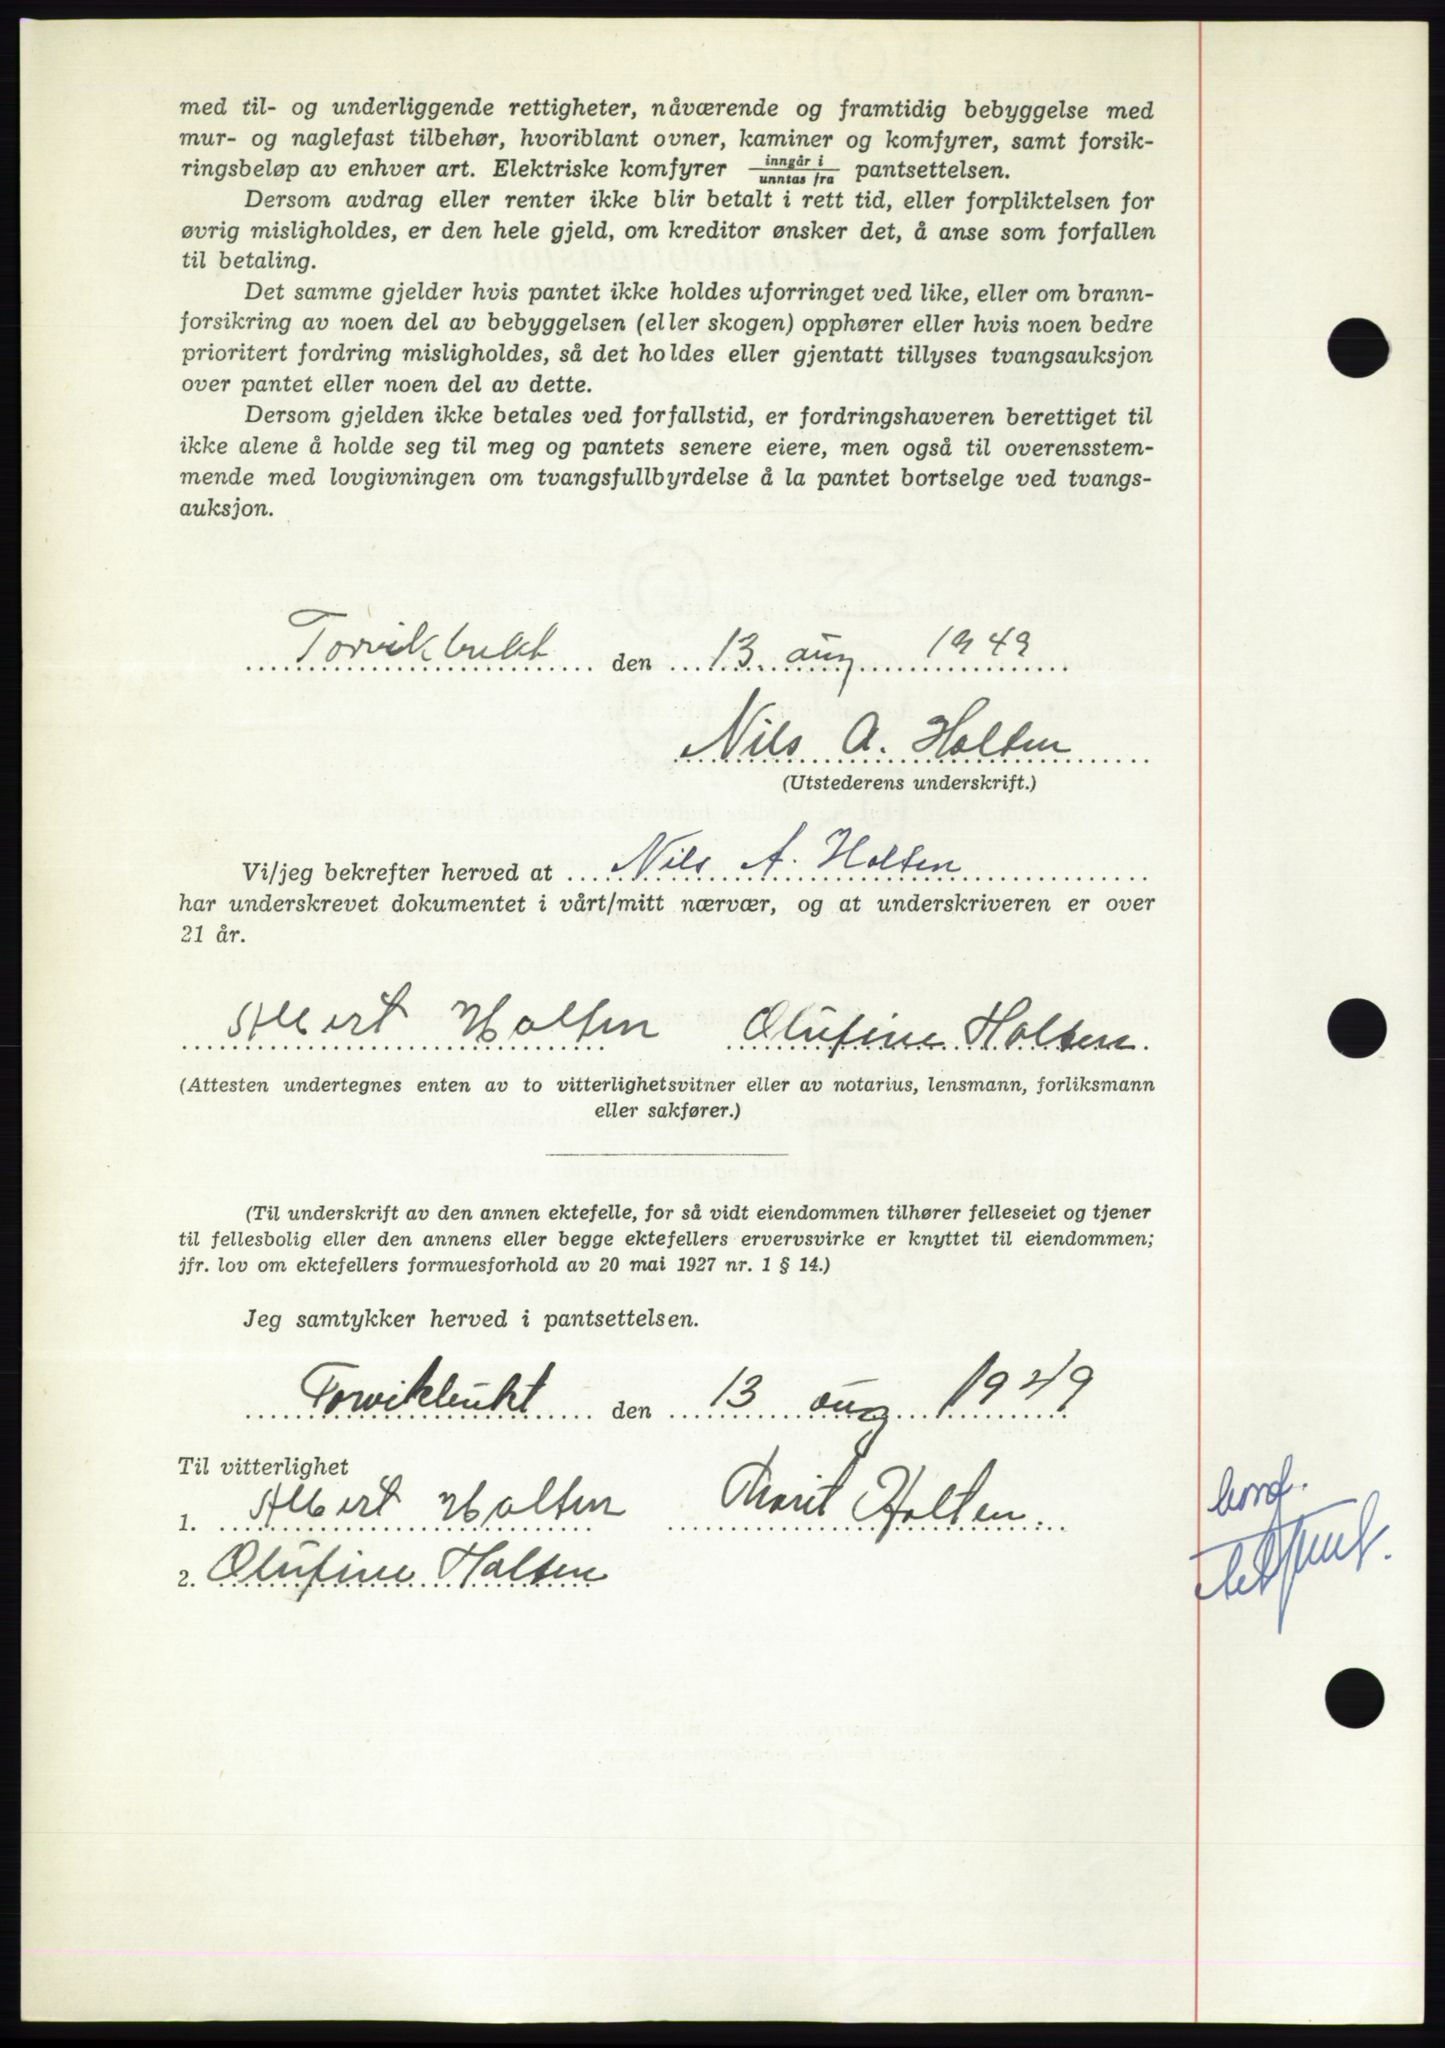 med til- og underliggende rettigheter, nåværende og framtidig bebyggelse med
mur- og naglefast tilbehør, hvoriblant ovner, kaminer og komfyrer, samt forsik-
ringsbeløp av enhver art. Elektriske komfyrer inngår i / unntas fra pantsettelsen.
Dersom avdrag eller renter ikke blir betalt i rett tid, eller forpliktelsen for
øvrig misligholdes, er den hele gjeld, om kreditor ønsker det, å anse som forfallen
til betaling.
Det samme gjelder hvis pantet ikke holdes uforringet ved like, eller om brann-
forsikring av noen del av bebyggelsen (eller skogen) opphører eller hvis noen bedre
prioritert fordring misligholdes, så det holdes eller gjentatt tillyses tvangsauksjon
over pantet eller noen del av dette.
Dersom gjelden ikke betales ved forfallstid, er fordringshaveren berettiget til
ikke alene å holde seg til meg og pantets senere eiere, men også til overensstem-
mende med lovgivningen om tvangsfullbyrdelse å la pantet bortselge ved tvangs-
auksjon.
Torvikbukt den 13 aug 1949
Nils A. Holten
(Utstederens underskrift.)
Vi/jeg bekrefter herved at Nils A. Holten
har underskrevet dokumentet i vårt/mitt nærvær, og at underskriveren er over
21 år.
Albert Holten Olufine Holten
(Attesten undertegnes enten av to vitterlighetsvitner eller av notarius, lensmann, forliksmann
eller sakfører.)
(Til underskrift av den annen ektefelle, for så vidt eiendommen tilhører felleseiet og tjener
til fellesbolig eller den annens eller begge ektefellers ervervsvirke er knyttet til eiendommen;
jfr. lov om ektefellers formuesforhold av 20 mai 1927 nr. 1 § 14.)
Jeg samtykker herved i pantsettelsen.
Torvikbukt den 13 aug 1949
Til vitterlighet
1. Albert Holten Marit Holten.
2. Olufine Holten